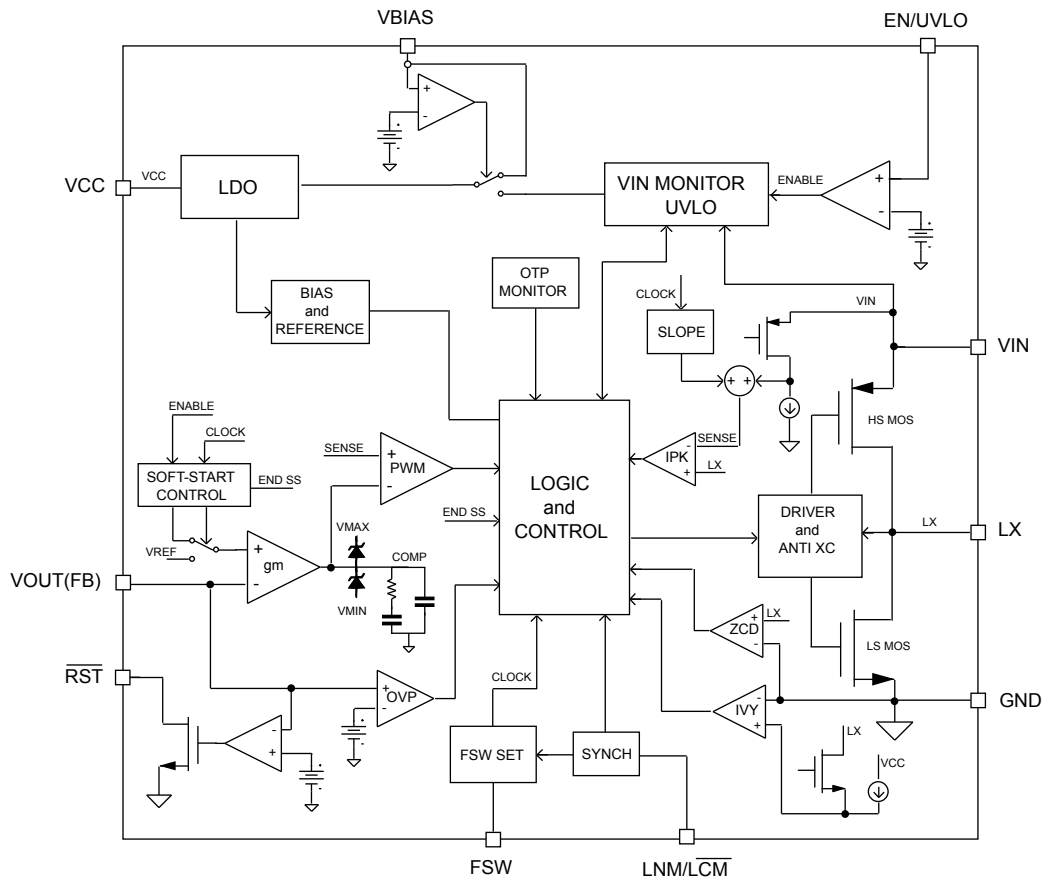 VBIAS
EN/UVLO
+
-
VCC
VCC
LDO
VIN MONITOR
UVLO
ENABLE
+
-
OTP
MONITOR
BIAS
and
REFERENCE
CLOCK
SLOPE
VIN
VIN
+ +
HS MOS
ENABLE
CLOCK
SOFT-START
CONTROL
END SS
SENSE
+
-
PWM
LOGIC
and
CONTROL
IPK
-
+
SENSE
LX
END SS
DRIVER
and
ANTI XC
LX
LX
VREF
+
-
gm
VMAX
VMIN
COMP
VOUT(FB)
ZCD
+
-
LX
LS MOS
RST
+
-
OVP
CLOCK
IVY
-
+
GND
-
+
FSW SET
SYNCH
LX
VCC
FSW
LNM/LCM